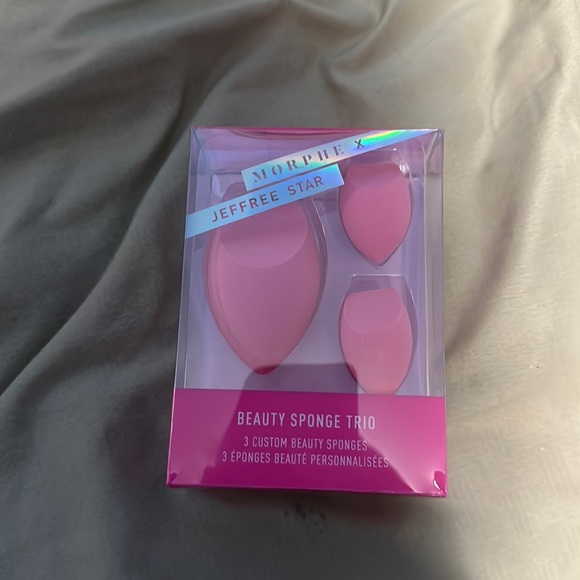 MORPHE X
JEFFREE STAR
BEAUTY SPONGE TRIO
3 CUSTOM BEAUTY SPONGES
3 ÉPONGES BEAUTÉ PERSONNALISÉES